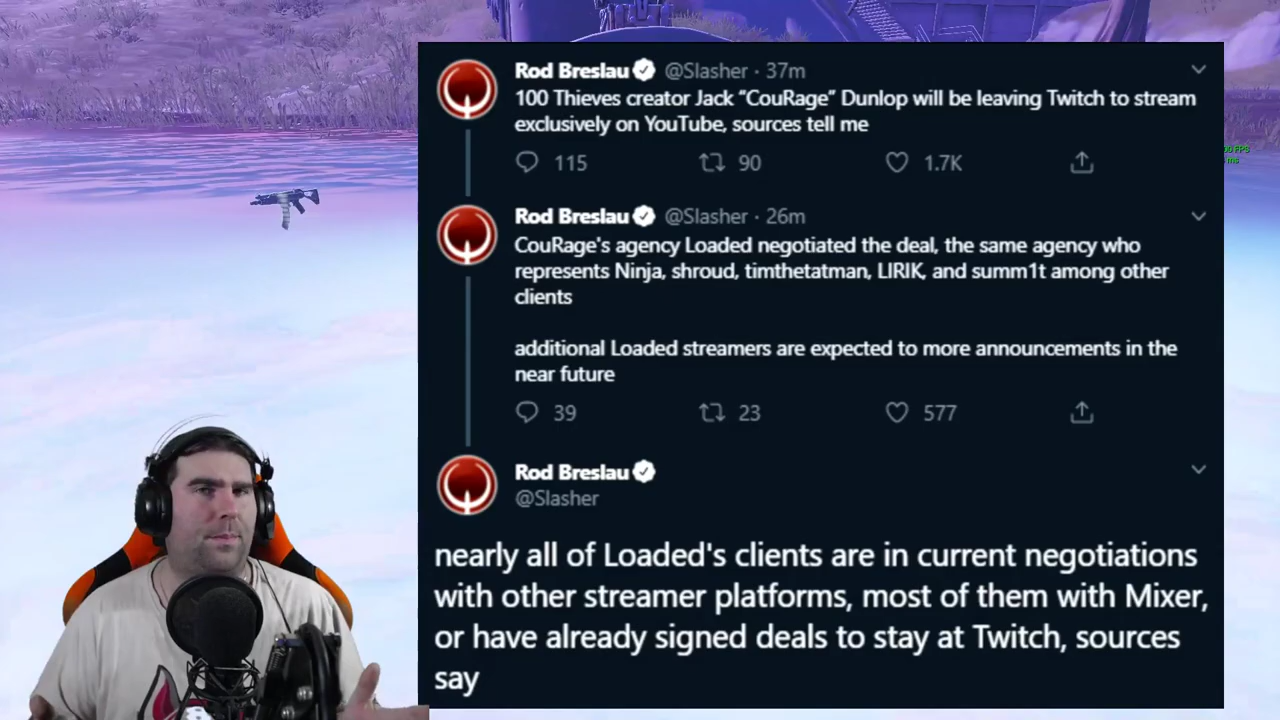 Rod Breslau @Slasher · 37m
100 Thieves creator Jack “CouRage” Dunlop will be leaving Twitch to stream
exclusively on YouTube, sources tell me
115 90 1.7K
Rod Breslau @Slasher · 26m
CouRage's agency Loaded negotiated the deal, the same agency who
represents Ninja, shroud, timthetatman, LIRIK, and summ1t among other
clients
additional Loaded streamers are expected to more announcements in the
near future
39 23 577
Rod Breslau
@Slasher
nearly all of Loaded's clients are in current negotiations
with other streamer platforms, most of them with Mixer,
or have already signed deals to stay at Twitch, sources
say
FPS
ms